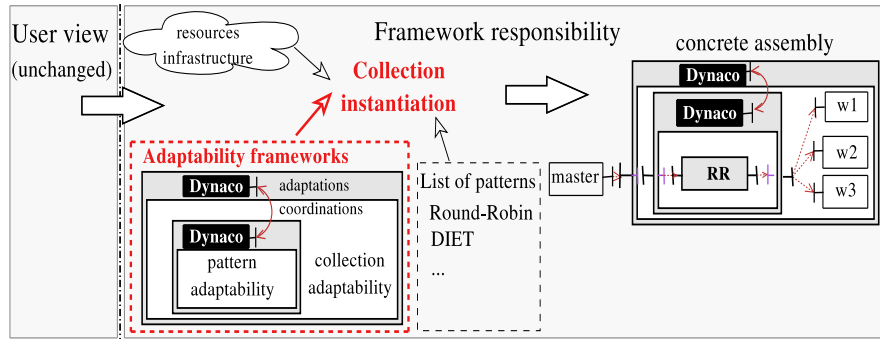 User view
(unchanged)
resources
infrastructure
Framework responsibility
Collection
instantiation
Adaptability frameworks
Dynaco
adaptations
coordinations
Dynaco
pattern
adaptability
collection
adaptability
List of patterns
Round-Robin
DIET
...
concrete assembly
Dynaco
Dynaco
master
RR
w1
w2
w3